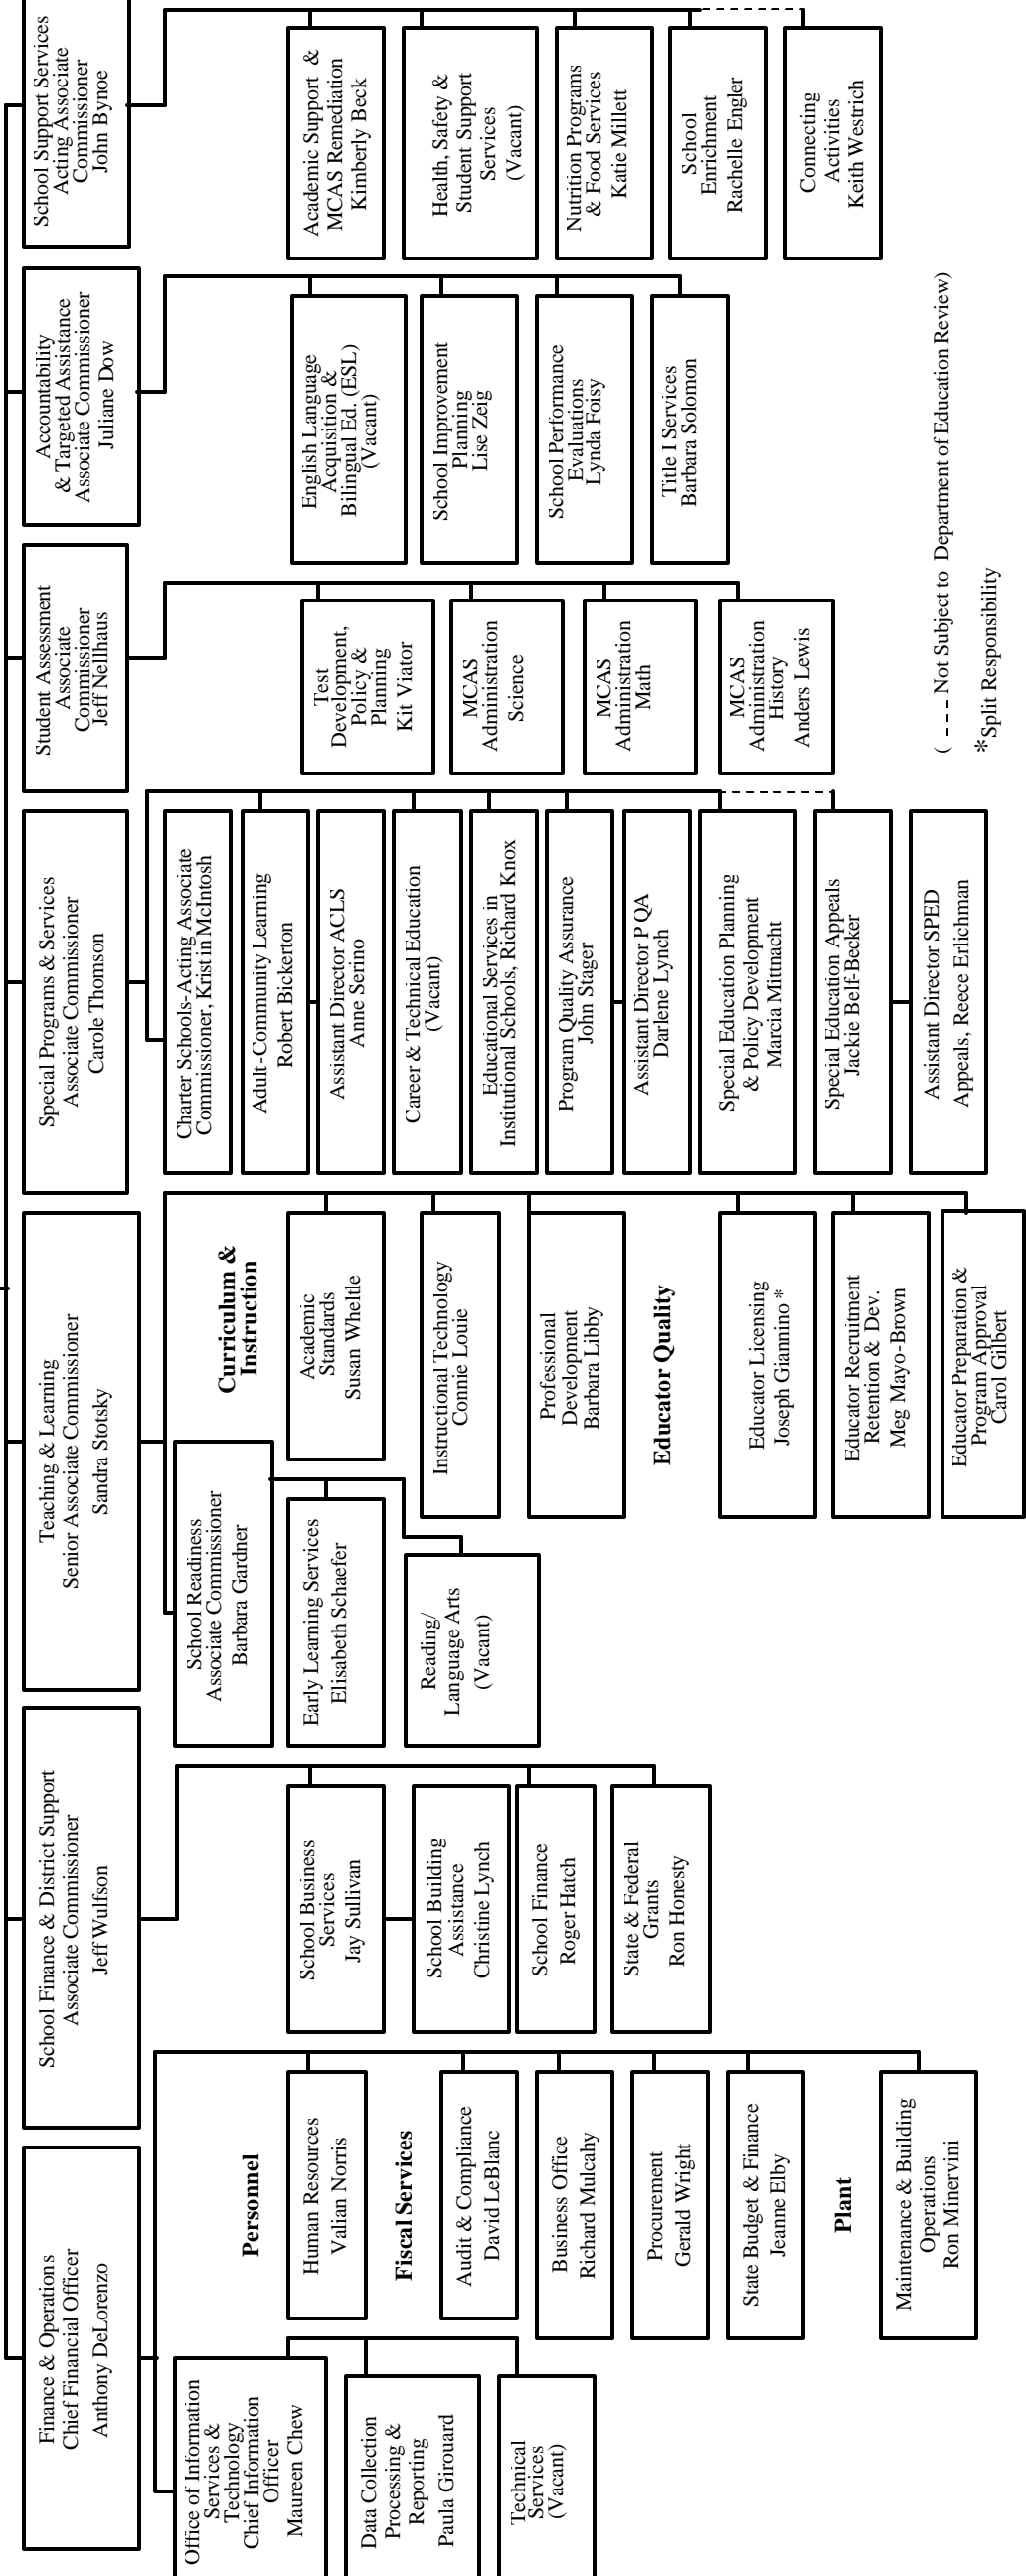 Finance & Operations
Chief Financial Officer
Anthony DeLorenzo
Office of Information
Services &
Technology
Chief Information
Officer
Maureen Chew
Data Collection
Processing &
Reporting
Paula Girouard
Technical
Services
(Vacant)
Personnel
Human Resources
Valian Norris
Fiscal Services
Audit & Compliance
David LeBlanc
Business Office
Richard Mulcahy
Procurement
Gerald Wright
State Budget & Finance
Jeanne Elby
Plant
Maintenance & Building
Operations
Ron Minervini
School Finance & District Support
Associate Commissioner
Jeff Wulfson
School Business
Services
Jay Sullivan
School Building
Assistance
Christine Lynch
School Finance
Roger Hatch
State & Federal
Grants
Ron Honesty
Teaching & Learning
Senior Associate Commissioner
Sandra Stotsky
School Readiness
Associate Commissioner
Barbara Gardner
Early Learning Services
Elisabeth Schaefer
Reading/
Language Arts
(Vacant)
Curriculum &
Instruction
Academic
Standards
Susan Wheltle
Instructional Technology
Connie Louie
Professional
Development
Barbara Libby
Educator Quality
Educator Licensing
Joseph Giannino *
Educator Recruitment
Retention & Dev.
Meg Mayo-Brown
Educator Preparation &
Program Approval
Carol Gilbert
Special Programs & Services
Associate Commissioner
Carole Thomson
Charter Schools-Acting Associate
Commissioner, Krist in McIntosh
Adult-Community Learning
Robert Bickerton
Assistant Director ACLS
Anne Serino
Career & Technical Education
(Vacant)
Educational Services in
Institutional Schools, Richard Knox
Program Quality Assurance
John Stager
Assistant Director P QA
Darlene Lynch
Special Education Planning
& Policy Development
Marcia Mittnacht
Special Education Appeals
Jackie Belf-Becker
Assistant Director SPED
Appeals, Reece Erlichman
Student Assessment
Associate
Commissioner
Jeff Nellhaus
Test
Development,
Policy &
Planning
Kit Viator
MCAS
Administration
Science
MCAS
Administration
Math
MCAS
Administration
History
Anders Lewis
Accountability
& Targeted Assistance
Associate Commissioner
Juliane Dow
English Language
Acquisition &
Bilingual Ed. (ESL)
(Vacant)
School Improvement
Planning
Lise Zeig
School Performance
Evaluations
Lynda Foisy
Title I Services
Barbara Solomon
School Support Services
Acting Associate
Commissioner
John Bynoe
Academic Support &
MCAS Remediation
Kimberly Beck
Health, Safety &
Student Support
Services
(Vacant)
Nutrition Programs
& Food Services
Katie Millett
School
Enrichment
Rachelle Engler
Connecting
Activities
Keith Westrich
( ---- Not Subject to Department of Education Review)
*Split Responsibility